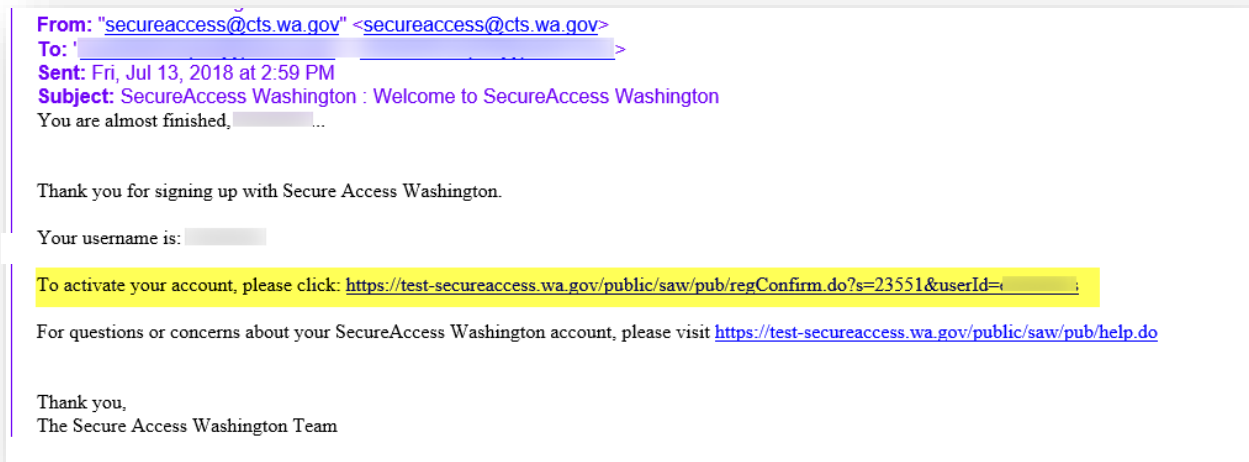 From: "secureaccess@cts.wa.gov" <secureaccess@cts.wa.gov>
To: ' >
Sent: Fri, Jul 13, 2018 at 2:59 PM
Subject: SecureAccess Washington : Welcome to SecureAccess Washington
You are almost finished, ...
Thank you for signing up with Secure Access Washington.
Your username is:
To activate your account, please click: https://test-secureaccess.wa.gov/public/saw/pub/regConfirm.do?s=23551&userId=
For questions or concerns about your SecureAccess Washington account, please visit https://test-secureaccess.wa.gov/public/saw/pub/help.do
Thank you,
The Secure Access Washington Team